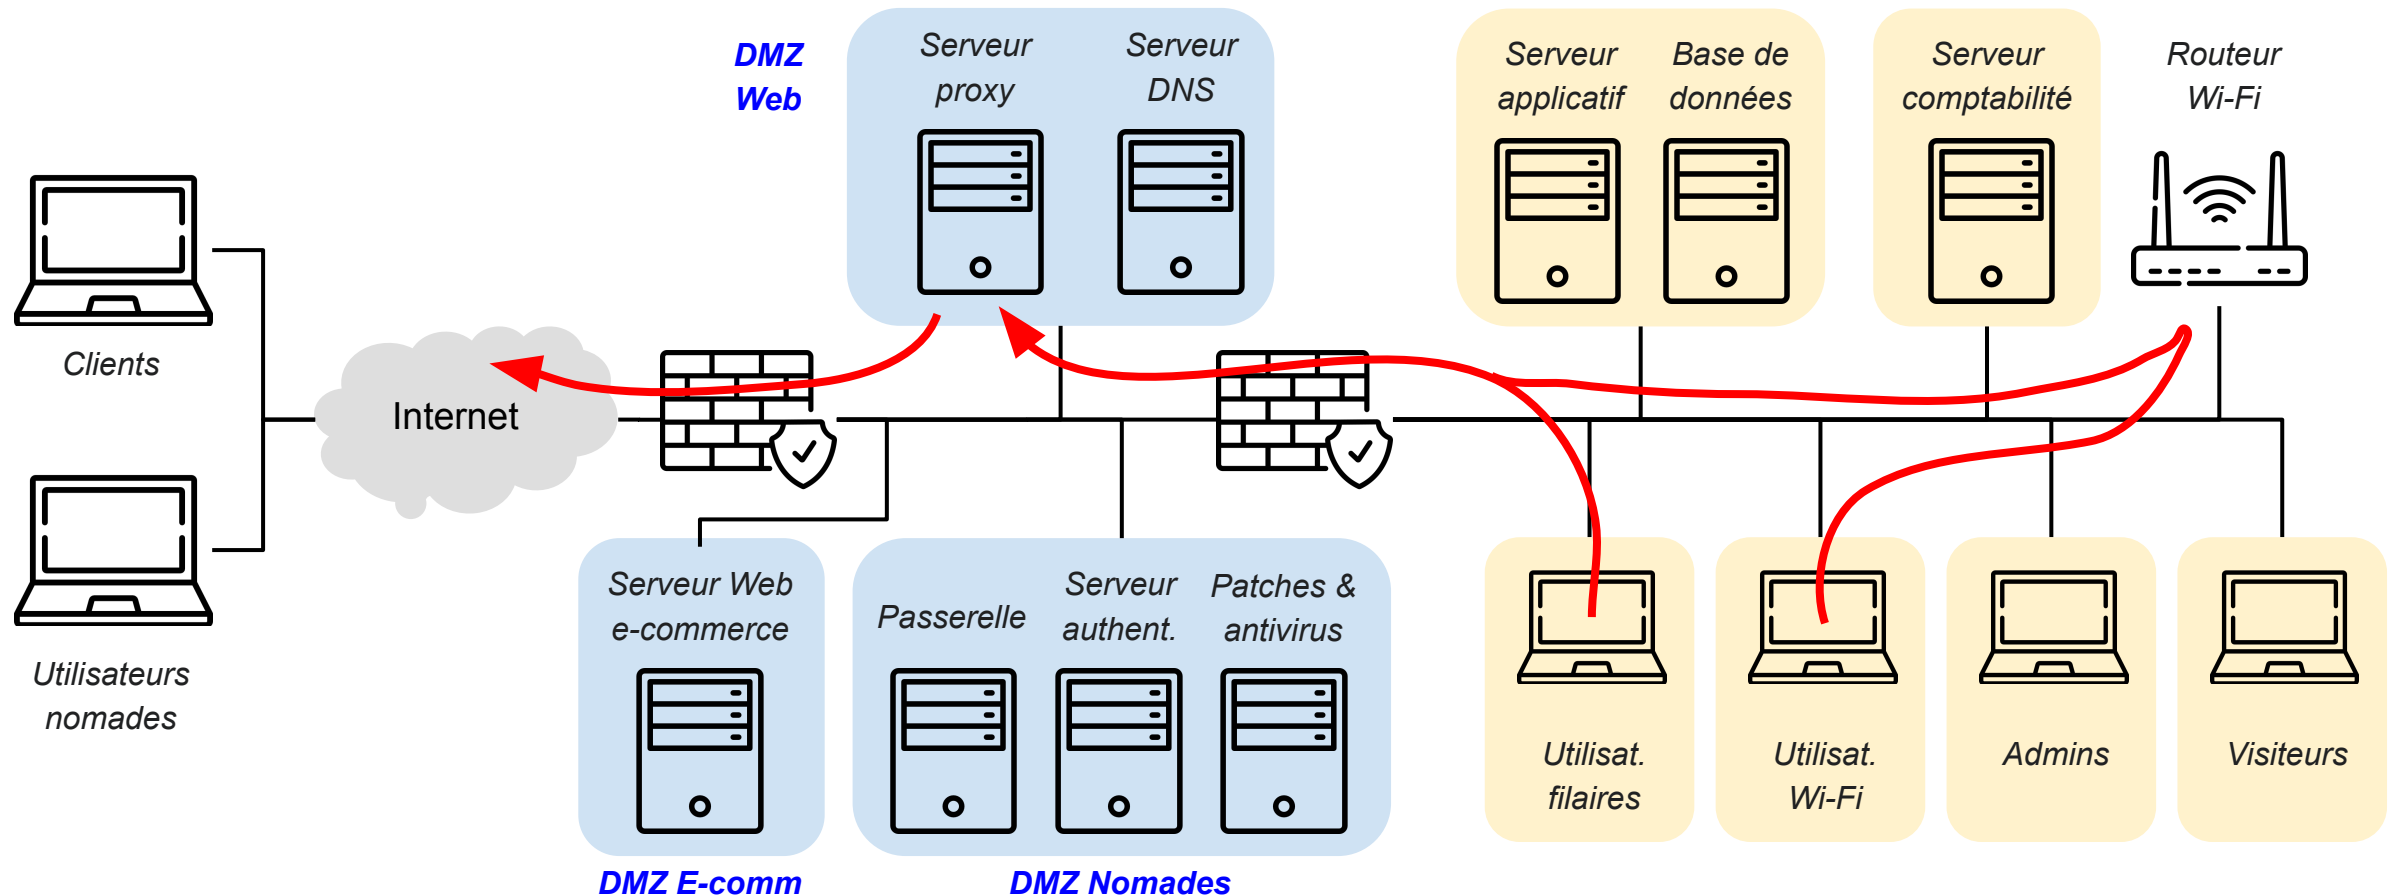 DMZ
Web
Serveur
proxy
Serveur
DNS
Serveur
applicatif
Base de
données
Serveur
comptabilité
Routeur
Wi-Fi
Clients
Internet
Utilisateurs
nomades
Serveur Web
e-commerce
Passerelle
Serveur
authent.
Patches &
antivirus
Utilisat.
filaires
Utilisat.
Wi-Fi
Admins
Visiteurs
DMZ E-comm
DMZ Nomades